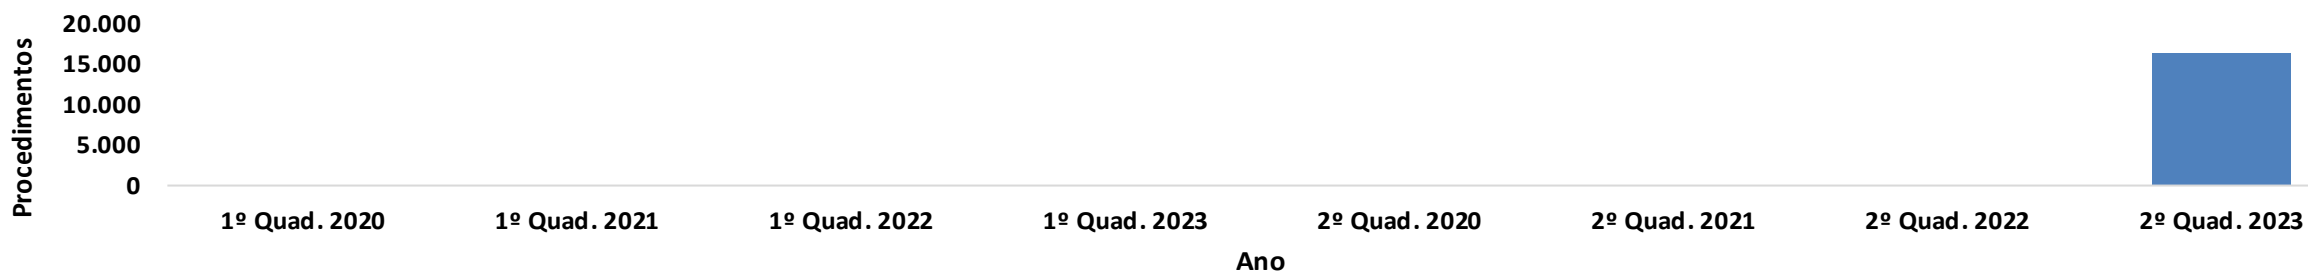 Procedimentos
20.000
15.000
10.000
5.000
0
1º Quad. 2020
1º Quad. 2021
1º Quad. 2022
1º Quad. 2023
2º Quad. 2020
2º Quad. 2021
2º Quad. 2022
2º Quad. 2023
Ano